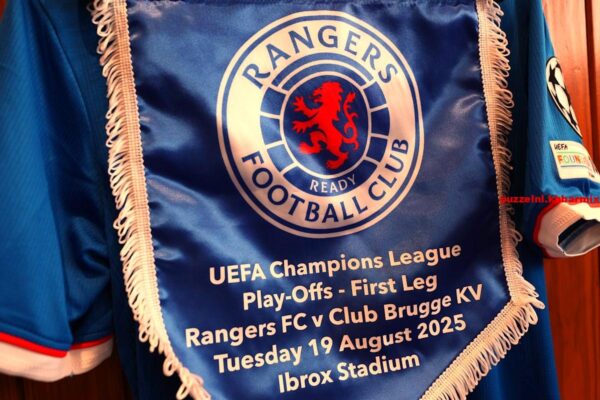 RANGERS
READY
FOOTBALL CLUB
UEFA Champions League
Play-Offs - First Leg
Rangers FC v Club Brugge KV
Tuesday 19 August 2025
Ibrox Stadium
UEFA